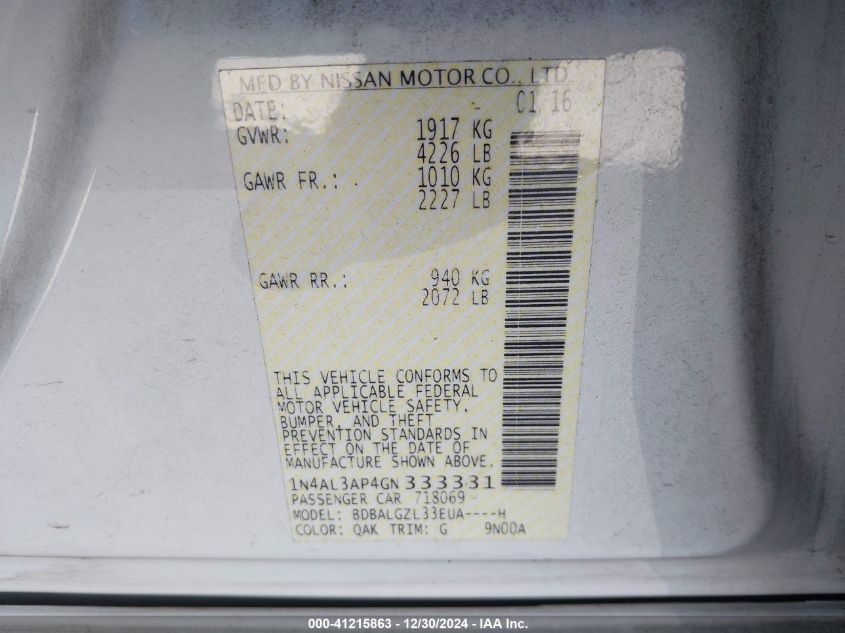 MFD BY NISSAN MOTOR CO., LTD
DATE: 01 16
GVWR: 1917 KG
4226 LB
GAWR FR.: 1010 KG
2227 LB
GAWR RR.: 940 KG
2072 LB
THIS VEHICLE CONFORMS TO
ALL APPLICABLE FEDERAL
MOTOR VEHICLE SAFETY,
BUMPER, AND THEFT
PREVENTION STANDARDS IN
EFFECT ON THE DATE OF
MANUFACTURE SHOWN ABOVE.
1N4AL3AP4GN333331
PASSENGER CAR 718069
MODEL: BDBALGZL33EUA----H
COLOR: QAK TRIM: G 9N00A
000-41215863 - 12/30/2024 - IAA Inc.